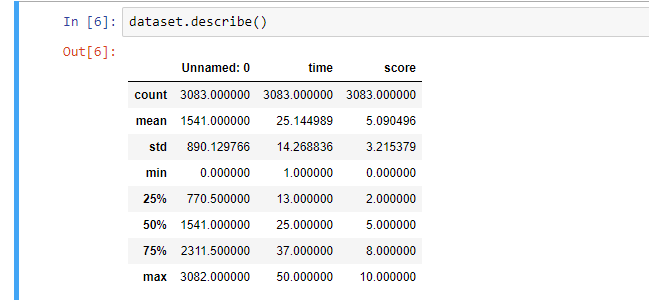 In [6]: dataset.describe()
Out[6]:
Unnamed: 0 time score
count 3083.000000 3083.000000 3083.000000
mean 1541.000000 25.144989 5.090496
std 890.129766 14.268836 3.215379
min 0.000000 1.000000 0.000000
25% 770.500000 13.000000 2.000000
50% 1541.000000 25.000000 5.000000
75% 2311.500000 37.000000 8.000000
max 3082.000000 50.000000 10.000000